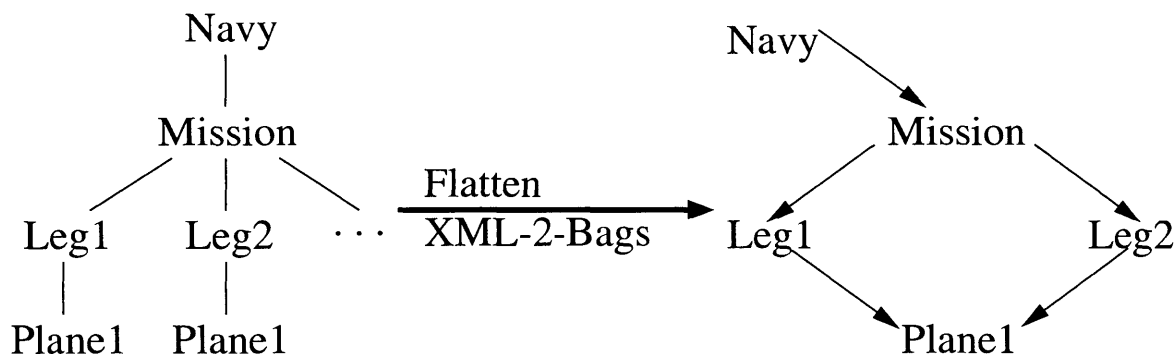 Navy
Mission
Leg1 Leg2 . . .
Plane1 Plane1
Flatten
XML-2-Bags
Navy
Mission
Leg1 Leg2
Plane1